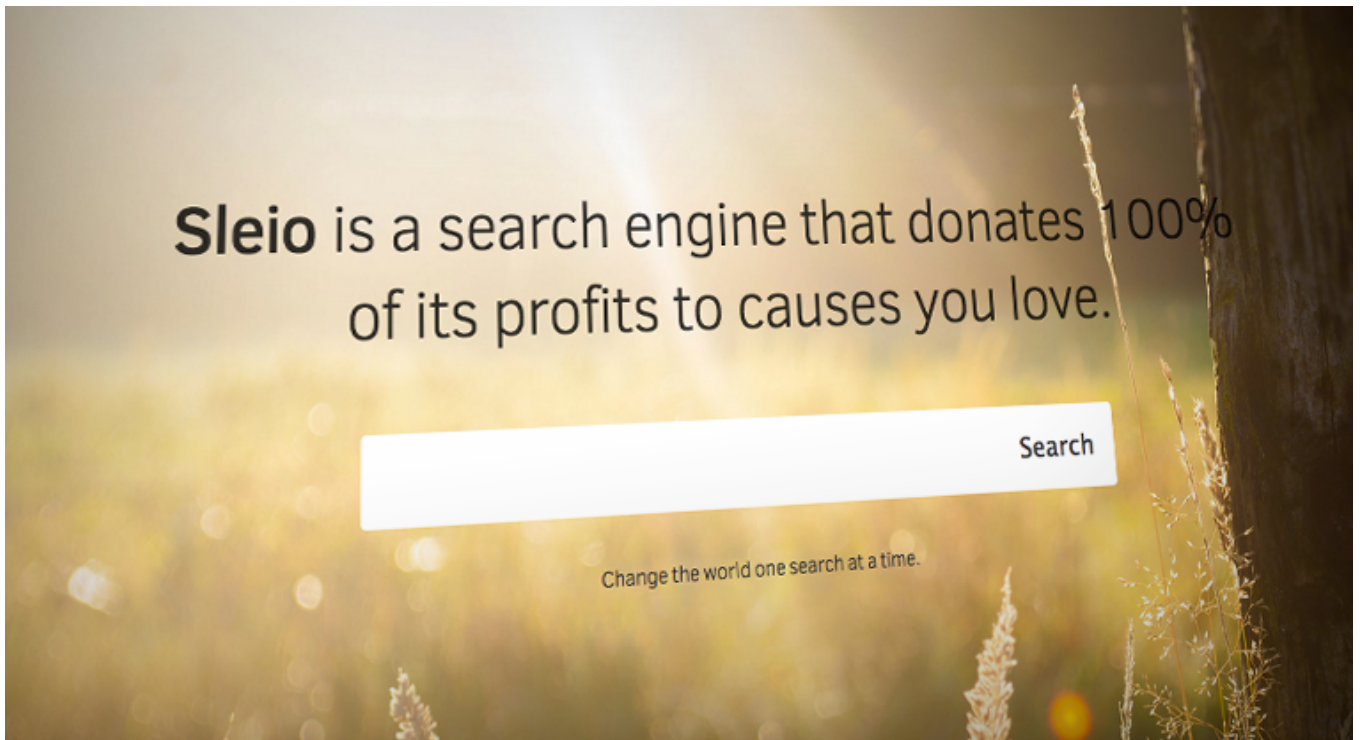 Sleio is a search engine that donates 100%
of its profits to causes you love.
Search
Change the world one search at a time.